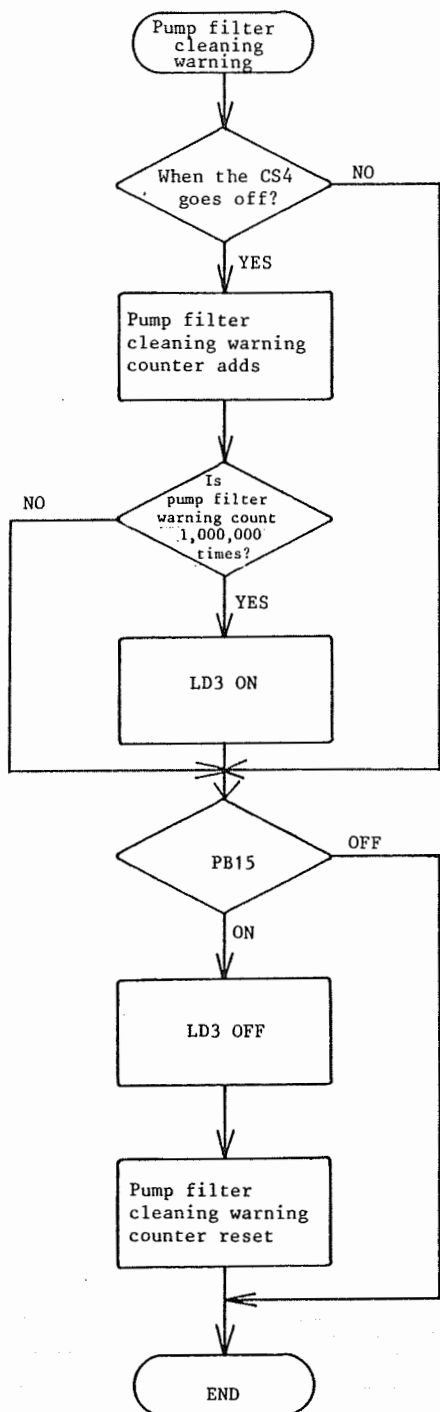 Pump filter
cleaning
warning
When the CS4
goes off?
NO
YES
Pump filter
cleaning warning
counter adds
Is
pump filter
warning count
1,000,000
times?
NO
YES
LD3 ON
PB15
OFF
ON
LD3 OFF
Pump filter
cleaning warning
counter reset
END